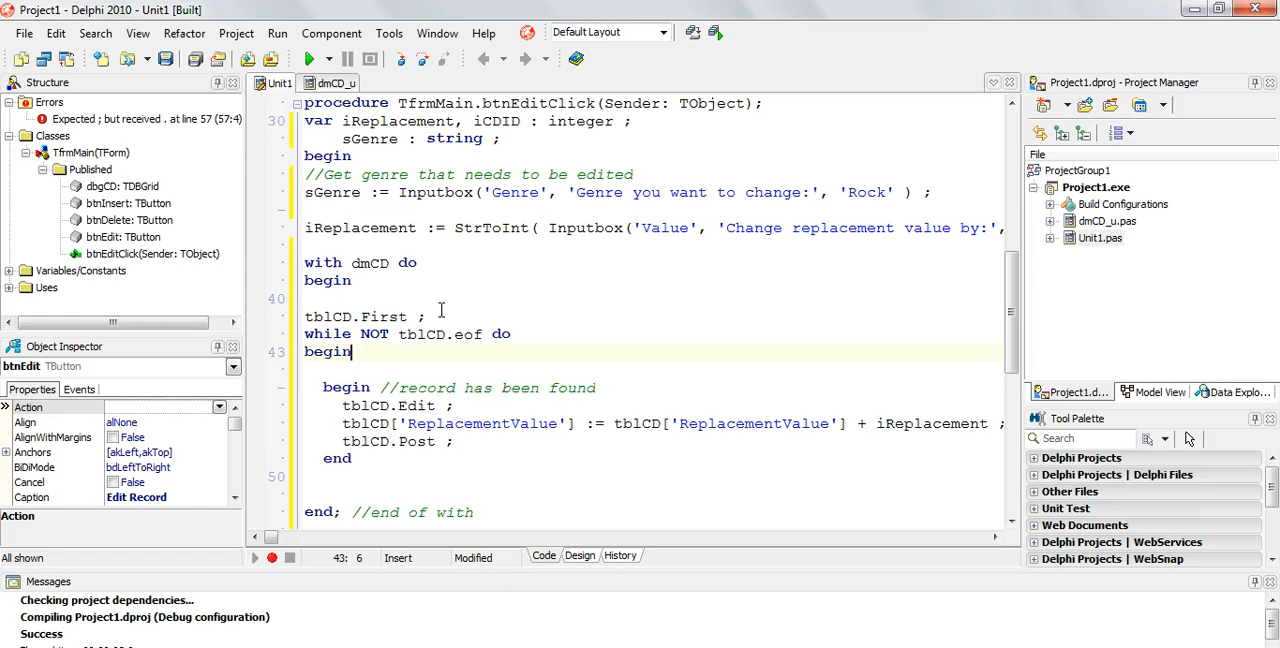 Project1 - Delphi 2010 - Unit1 [Built]
File Edit Search View Refactor Project Run Component Tools Window Help Default Layout
Structure
Errors
Expected ; but received . at line 57 (57:4)
Classes
TfrmMain(TForm)
Published
dbgCD: TDBGrid
btnInsert: TButton
btnDelete: TButton
btnEdit: TButton
btnEditClick(Sender: TObject)
Variables/Constants
Uses
Object Inspector
btnEdit TButton
Properties Events
Action
Align alNone
AlignWithMargins False
Anchors [akLeft,akTop]
BiDiMode bdLeftToRight
Cancel False
Caption Edit Record
Action
All shown
Unit1 dmCD_u
procedure TfrmMain.btnEditClick(Sender: TObject);
30 var iReplacement, iCDID : integer ;
sGenre : string ;
begin
//Get genre that needs to be edited
sGenre := Inputbox('Genre', 'Genre you want to change:', 'Rock' ) ;
iReplacement := StrToInt( Inputbox('Value', 'Change replacement value by:',
with dmCD do
begin
40
tblCD.First ;
while NOT tblCD.eof do
43 begin
begin //record has been found
tblCD.Edit ;
tblCD['ReplacementValue'] := tblCD['ReplacementValue'] + iReplacement ;
tblCD.Post ;
end
50
end; //end of with
43: 6 Insert Modified Code Design History
Project1.dproj - Project Manager
File
ProjectGroup1
Project1.exe
Build Configurations
dmCD_u.pas
Unit1.pas
Project1.d... Model View Data Explo...
Tool Palette
Search
Delphi Projects
Delphi Projects | Delphi Files
Other Files
Unit Test
Web Documents
Delphi Projects | WebServices
Delphi Projects | WebSnap
Messages
Checking project dependencies...
Compiling Project1.dproj (Debug configuration)
Success